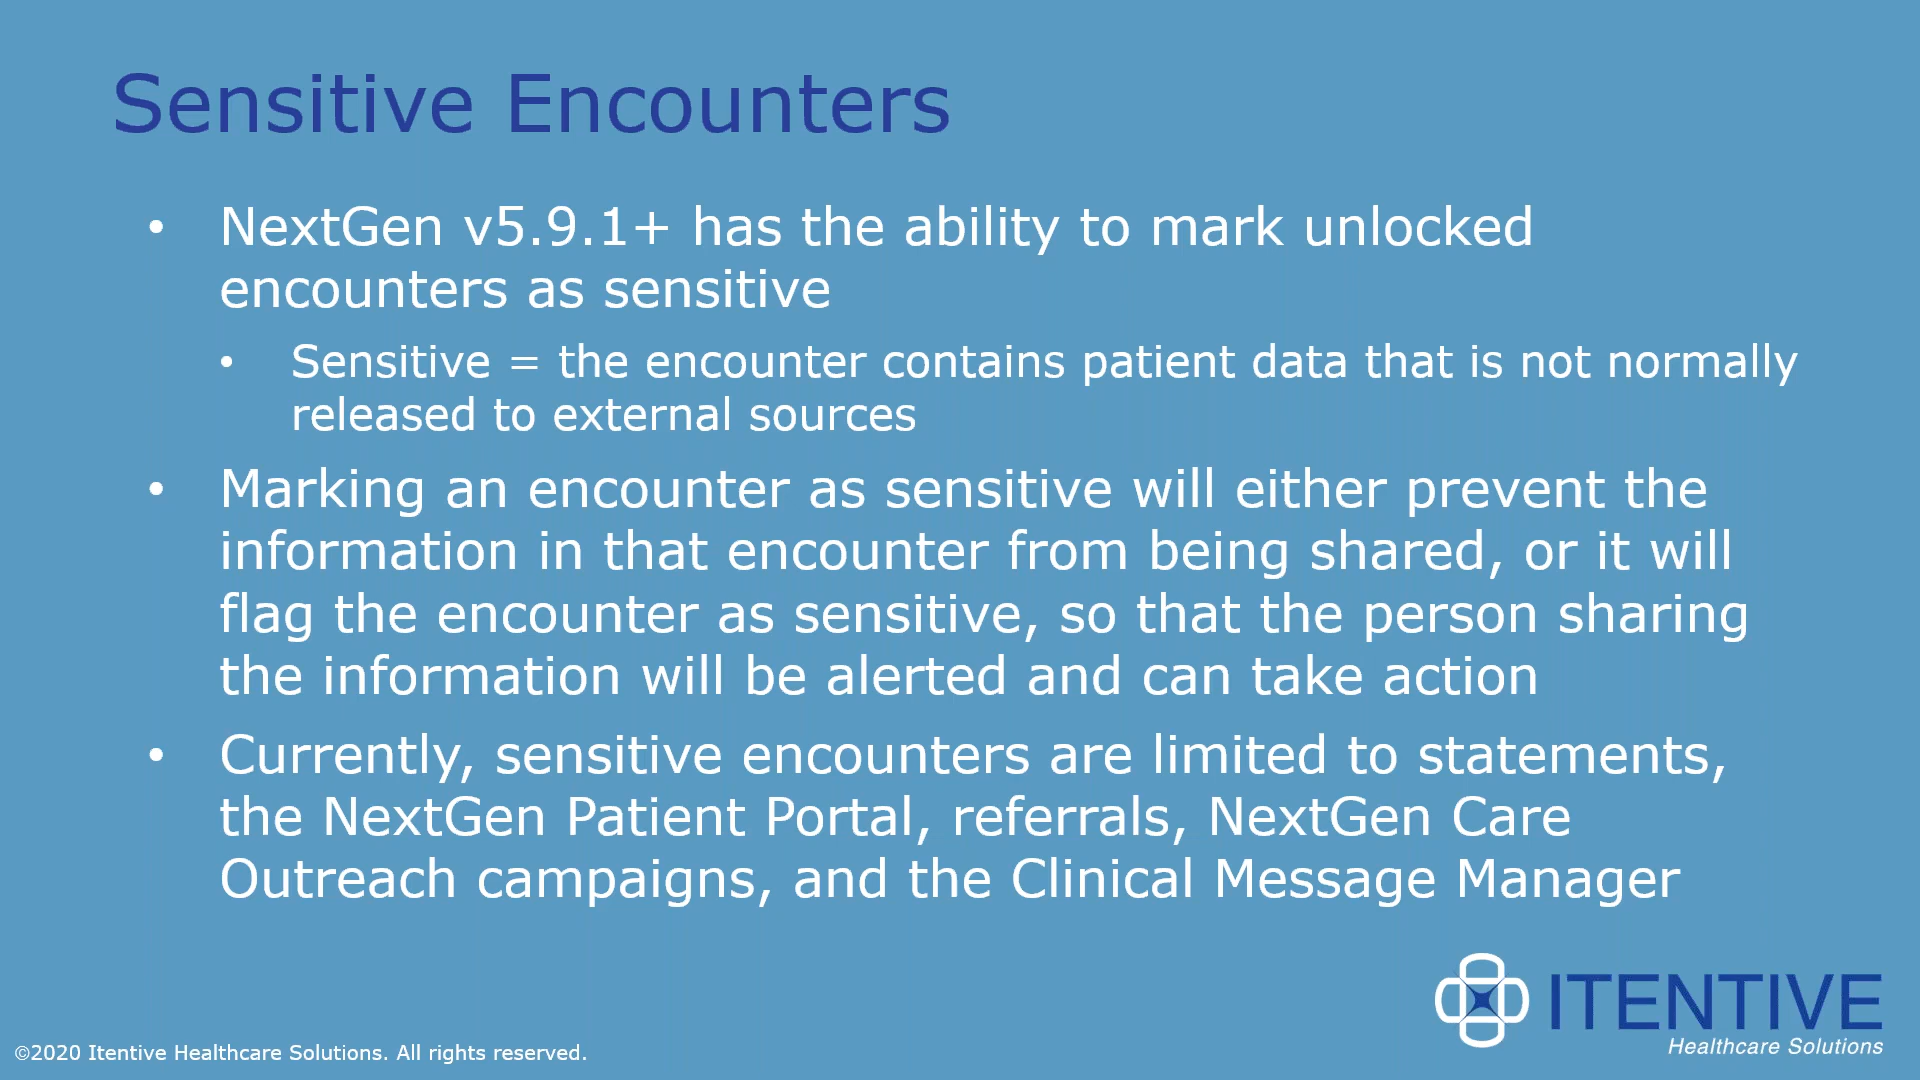 Sensitive Encounters
• NextGen v5.9.1+ has the ability to mark unlocked
encounters as sensitive
• Sensitive = the encounter contains patient data that is not normally
released to external sources
• Marking an encounter as sensitive will either prevent the
information in that encounter from being shared, or it will
flag the encounter as sensitive, so that the person sharing
the information will be alerted and can take action
• Currently, sensitive encounters are limited to statements,
the NextGen Patient Portal, referrals, NextGen Care
Outreach campaigns, and the Clinical Message Manager
ITENTIVE
Healthcare Solutions
©2020 Itentive Healthcare Solutions. All rights reserved.